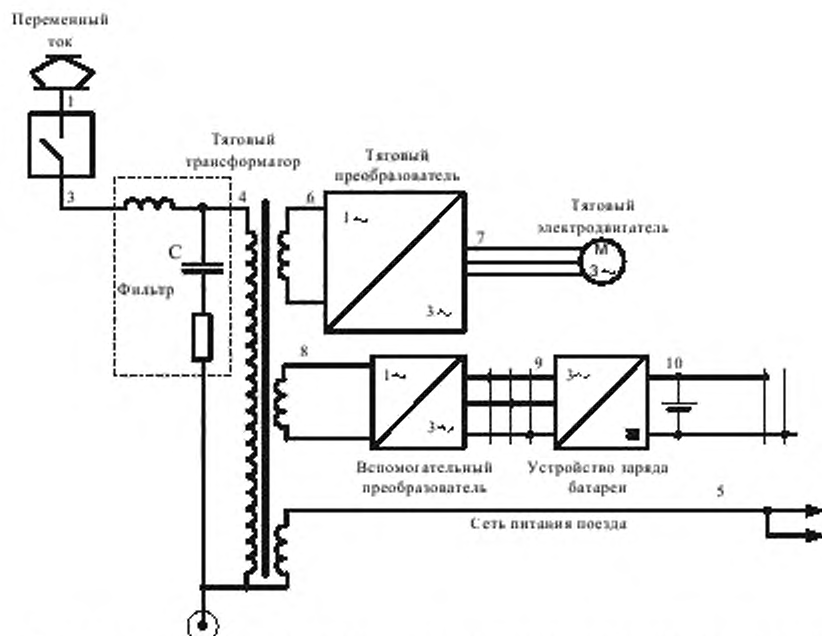 Переменный
ток
1
3
Тяговый
трансформатор
4
С
Фильтр
6
Тяговый
преобразователь
1~
3~
7
Тяговый
электродвигатель
М
3~
8
1~
3~
Вспомогательный
преобразователь
9
3~
Устройство заряда
батареи
10
5
Сеть питания поезда